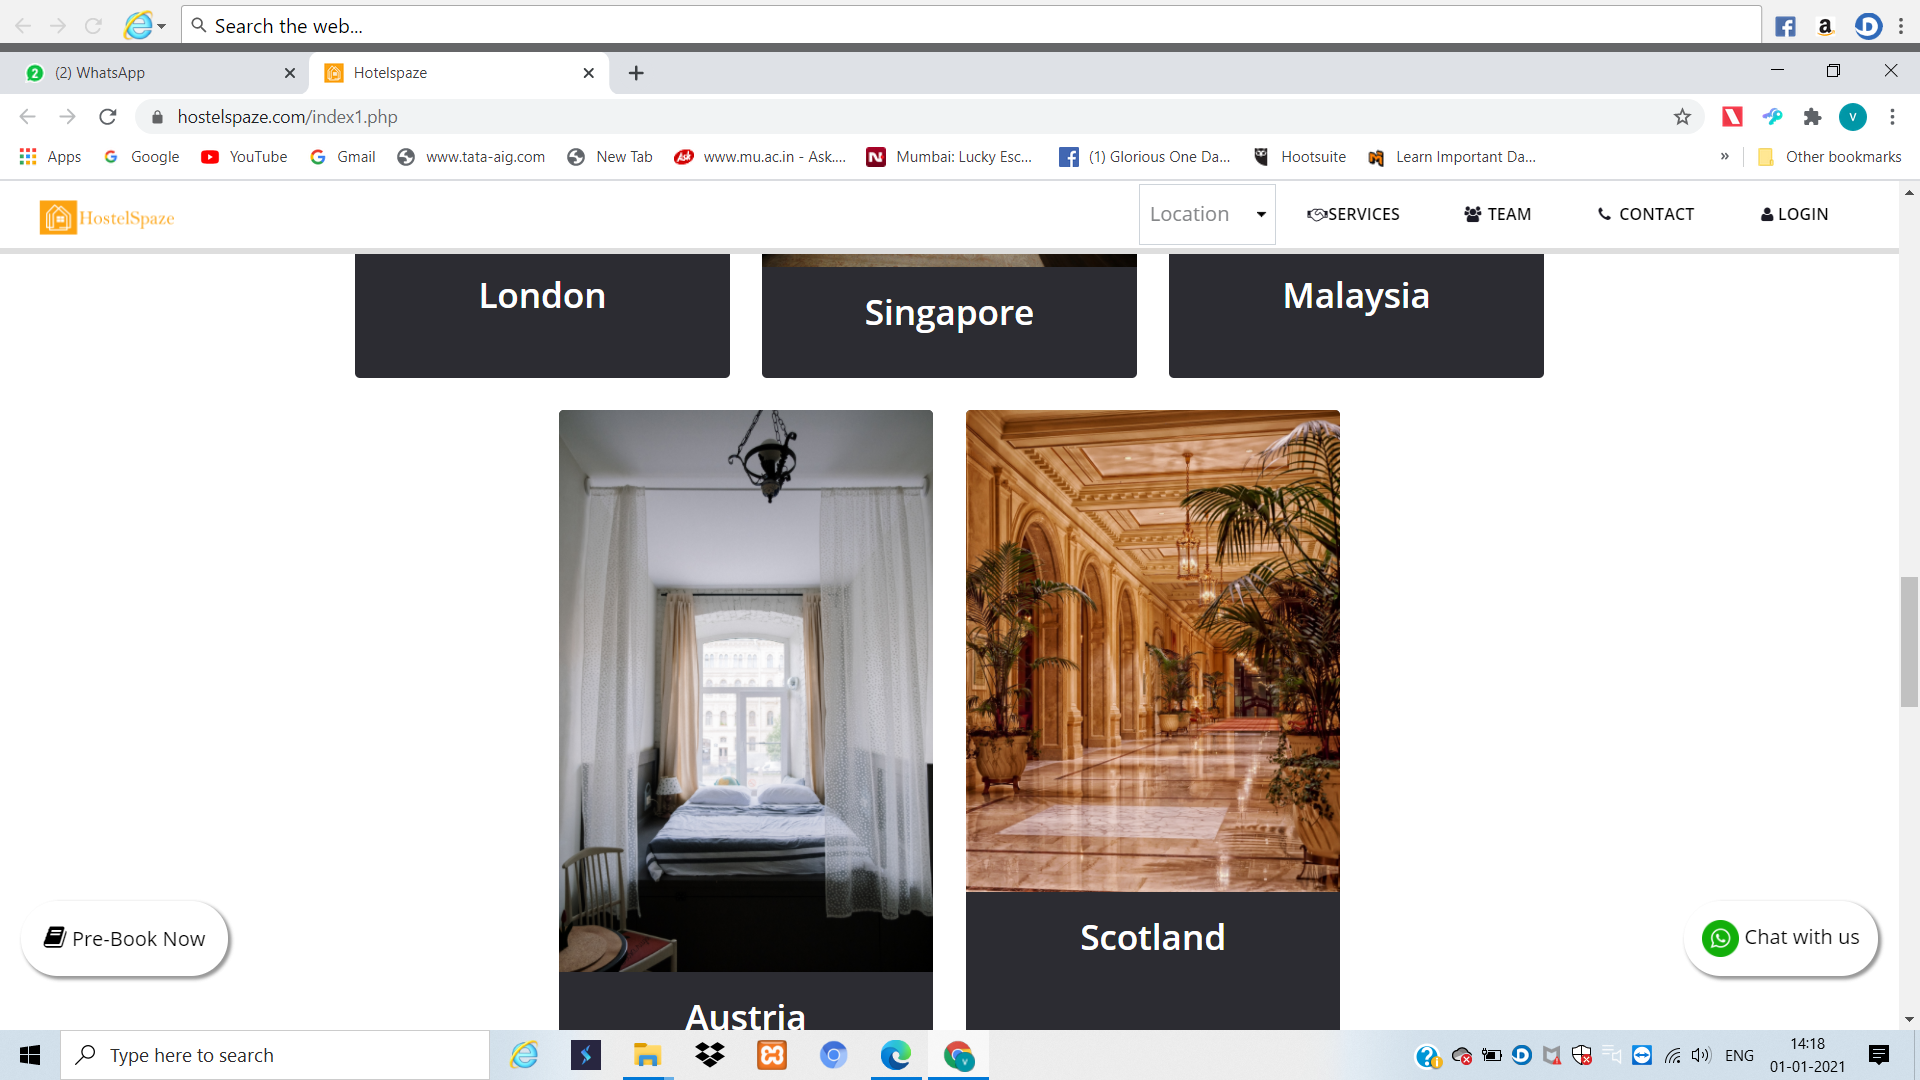 Search the web...
a
D
2
(2) WhatsApp
Hotelspaze
hostelspaze.com/index1.php
V
Apps
Google
YouTube
Gmail
www.tata-aig.com
New Tab
Ask
www.mu.ac.in - Ask....
N
Mumbai: Lucky Esc...
(1) Glorious One Da...
Hootsuite
Learn Important Da...
»
Other bookmarks
HostelSpaze
Location
SERVICES
TEAM
CONTACT
LOGIN
London
Singapore
Malaysia
Scotland
Austria
Pre-Book Now
Chat with us
Type here to search
ENG
14:18
01-01-2021